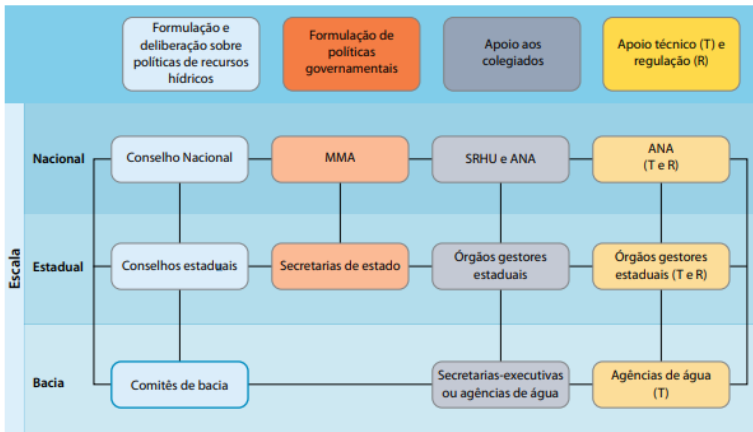 Formulação e
deliberação sobre
políticas de recursos
hídricos
Formulação de
políticas
governamentais
Apoio aos
colegiados
Apoio técnico (T) e
regulação (R)
Escala
Nacional
Conselho Nacional
MMA
SRHU e ANA
ANA
(T e R)
Estadual
Conselhos estaduais
Secretarias de estado
Órgãos gestores
estaduais
Órgãos gestores
estaduais (T e R)
Bacia
Comitês de bacia
Secretarias-executivas
ou agências de água
Agências de água
(T)